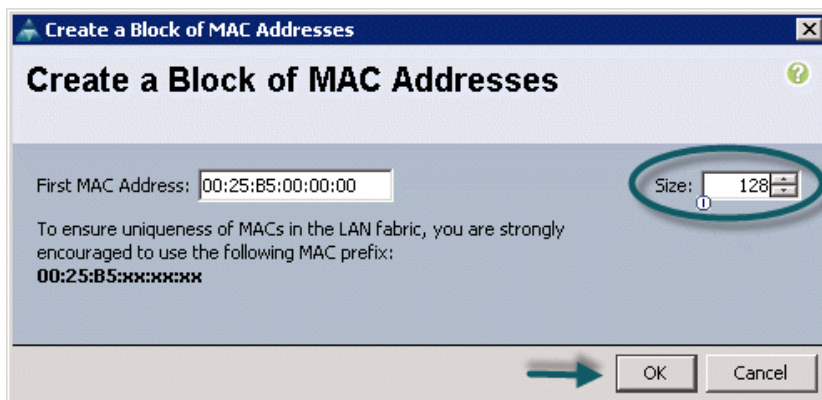 Create a Block of MAC Addresses
Create a Block of MAC Addresses
First MAC Address: 00:25:B5:00:00:00 Size: 128
To ensure uniqueness of MACs in the LAN fabric, you are strongly
encouraged to use the following MAC prefix:
00:25:B5:xx:xx:xx
OK Cancel